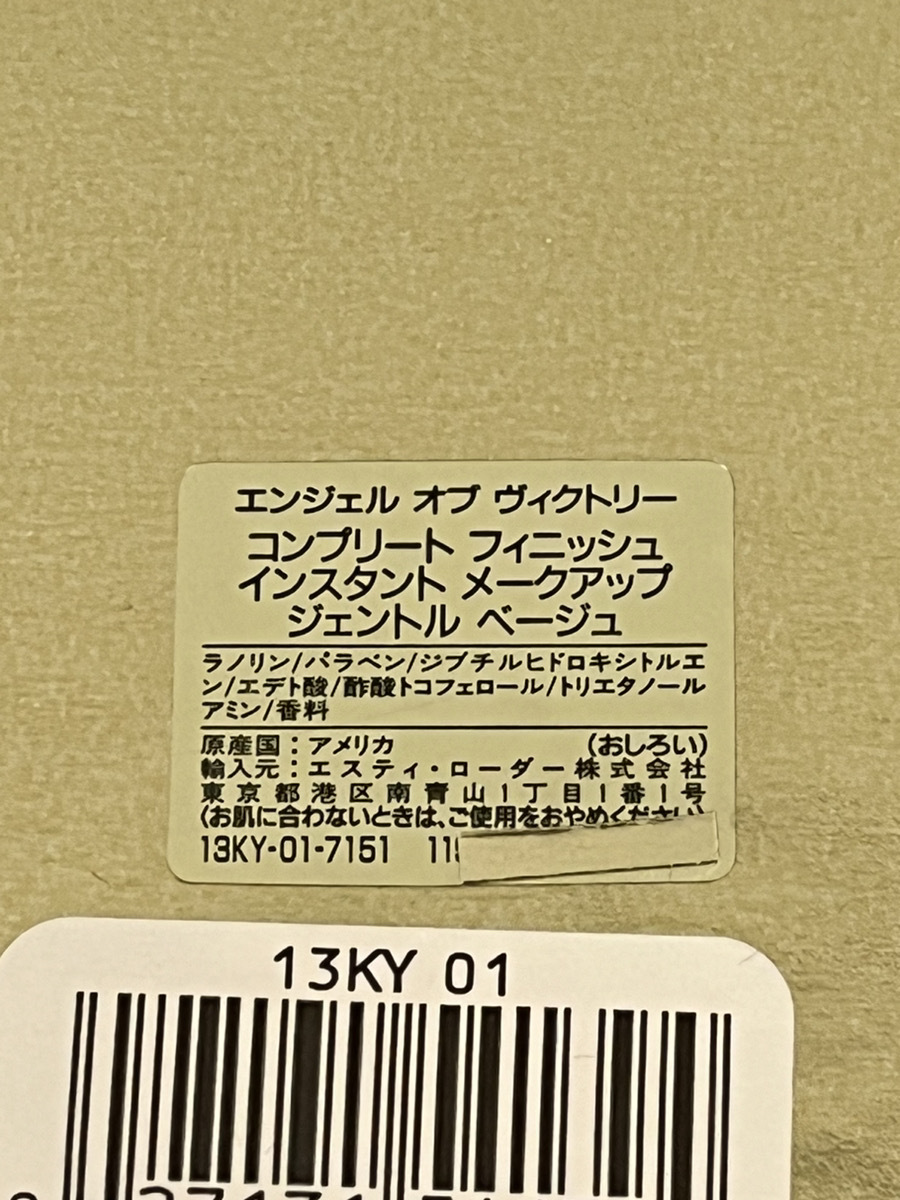 エンジェル オブ ヴィクトリー
コンプリート フィニッシュ
インスタント メークアップ
ジェントル ベージュ
ラノリン/パラベン/ジブチルヒドロキシトルエ
ン/エデト酸/酢酸トコフェロール/トリエタノール
アミン/香料
原産国：アメリカ (おしろい)
輸入元：エスティ・ローダー株式会社
東京都港区南青山1丁目1番1号
(お肌に合わないときは、ご使用をおやめください)
13KY-01-7151 11
13KY 01